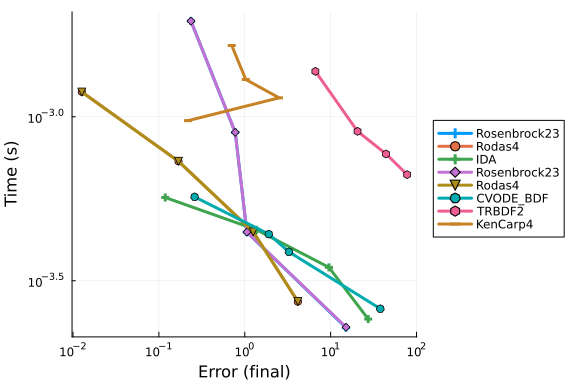 Time (s)
10^−3.0
10^−3.5
10^−2
10^−1
10^0
10^1
10^2
Error (final)
Rosenbrock23
Rodas4
IDA
Rosenbrock23
Rodas4
CVODE_BDF
TRBDF2
KenCarp4